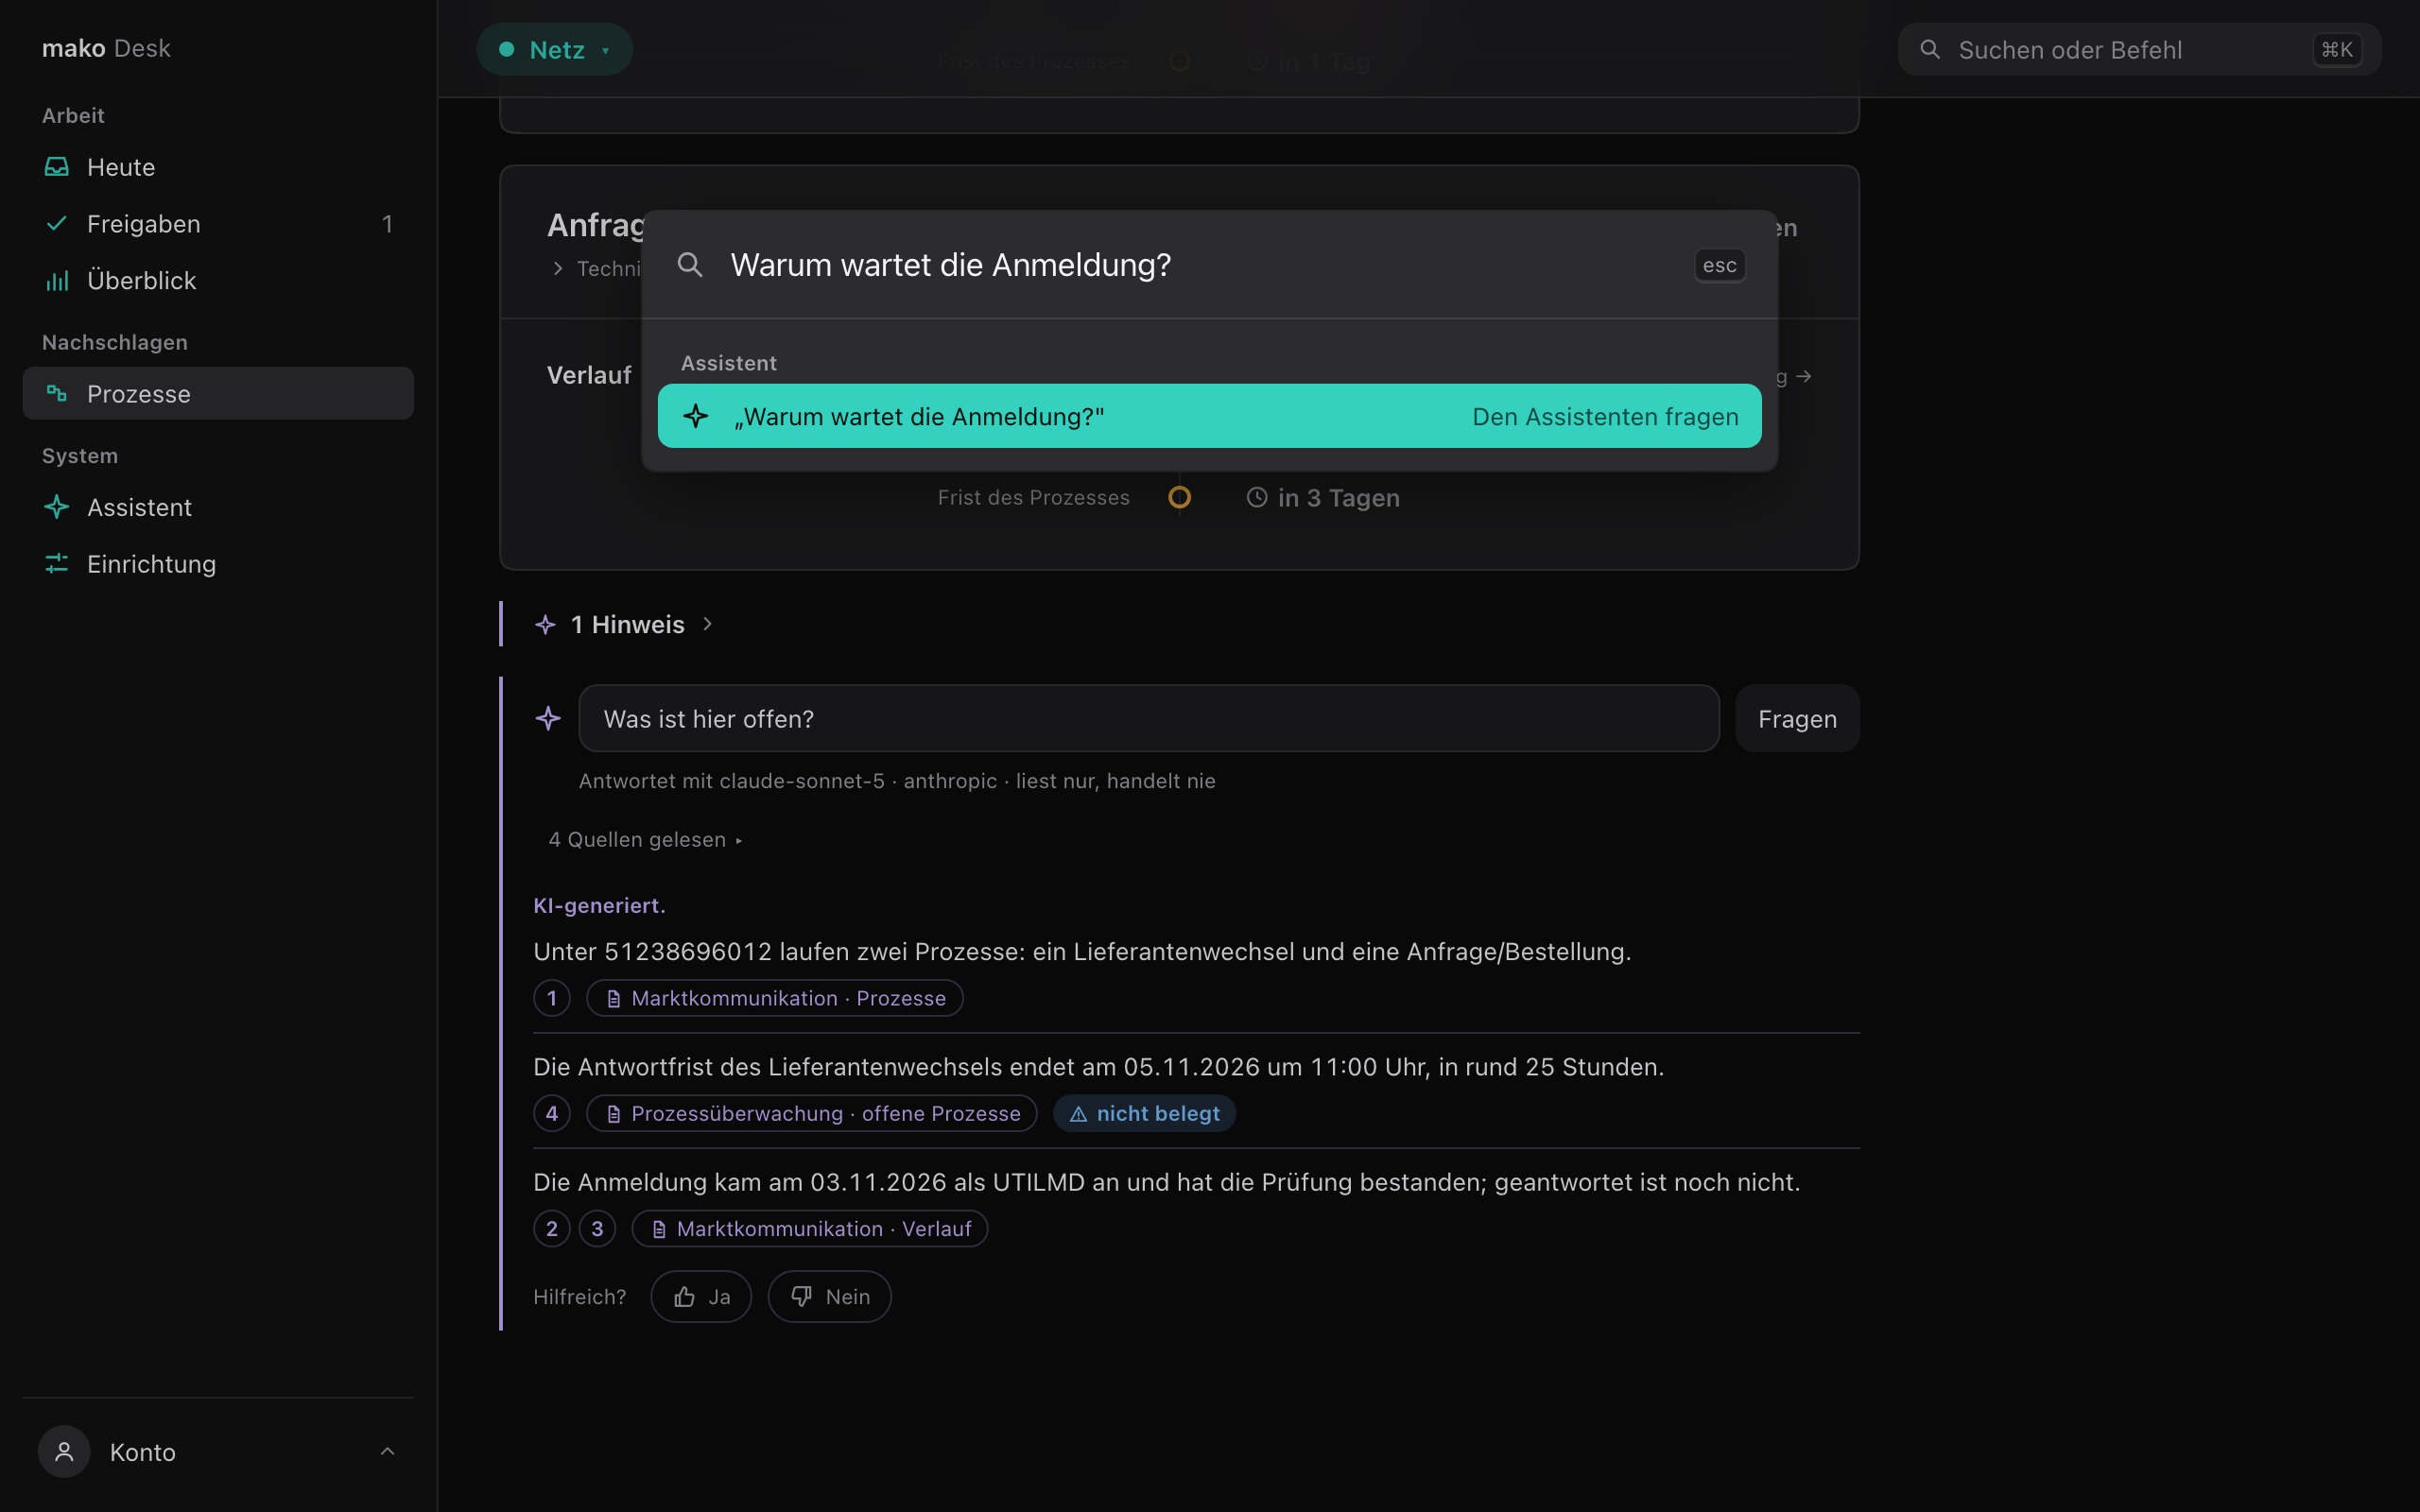 mako Desk
Arbeit
Heute
Freigaben 1
Überblick
Nachschlagen
Prozesse
System
Assistent
Einrichtung
Konto
Netz
Suchen oder Befehl ⌘K
Frist des Prozesses in 1 Tag
Warum wartet die Anmeldung? esc
Assistent
„Warum wartet die Anmeldung?" Den Assistenten fragen
Verlauf
Frist des Prozesses in 3 Tagen
1 Hinweis
Was ist hier offen? Fragen
Antwortet mit claude-sonnet-5 · anthropic · liest nur, handelt nie
4 Quellen gelesen
KI-generiert.
Unter 51238696012 laufen zwei Prozesse: ein Lieferantenwechsel und eine Anfrage/Bestellung.
1 Marktkommunikation · Prozesse
Die Antwortfrist des Lieferantenwechsels endet am 05.11.2026 um 11:00 Uhr, in rund 25 Stunden.
4 Prozessüberwachung · offene Prozesse nicht belegt
Die Anmeldung kam am 03.11.2026 als UTILMD an und hat die Prüfung bestanden; geantwortet ist noch nicht.
2 3 Marktkommunikation · Verlauf
Hilfreich? Ja Nein